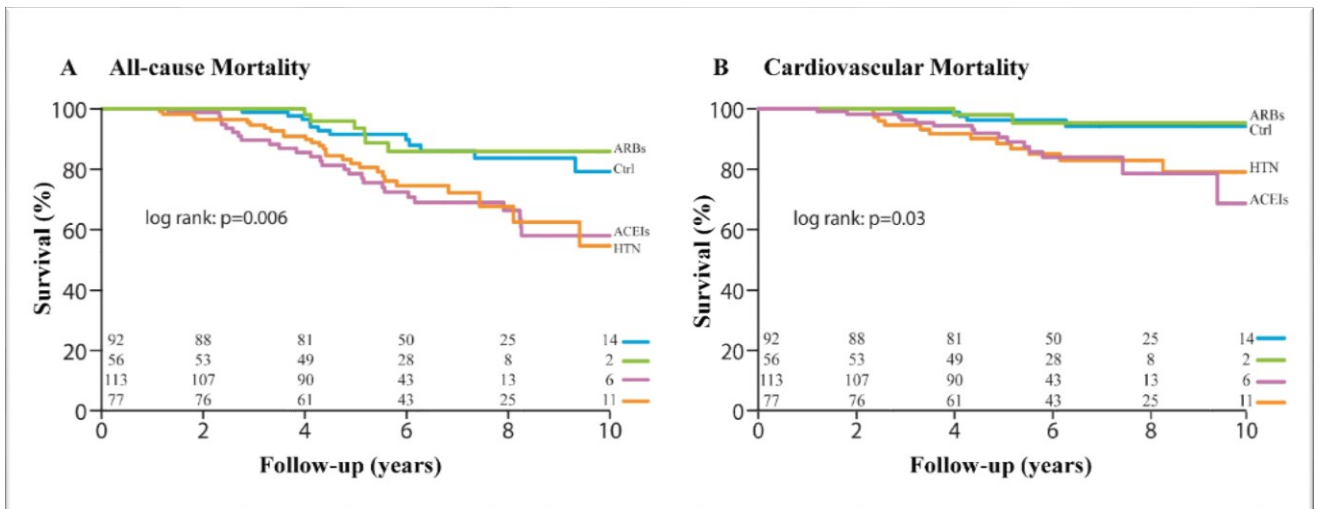 A All-cause Mortality
100
80
60
40
20
0
Survival (%)
ARBs
Ctrl
ACEIs
HTN
log rank: p=0.006
92 88 81 50 25 14
56 53 49 28 8 2
113 107 90 43 13 6
77 76 61 43 25 11
0 2 4 6 8 10
Follow-up (years)
B Cardiovascular Mortality
100
80
60
40
20
0
Survival (%)
ARBs
Ctrl
HTN
ACEIs
log rank: p=0.03
92 88 81 50 25 14
56 53 49 28 8 2
113 107 90 43 13 6
77 76 61 43 25 11
0 2 4 6 8 10
Follow-up (years)